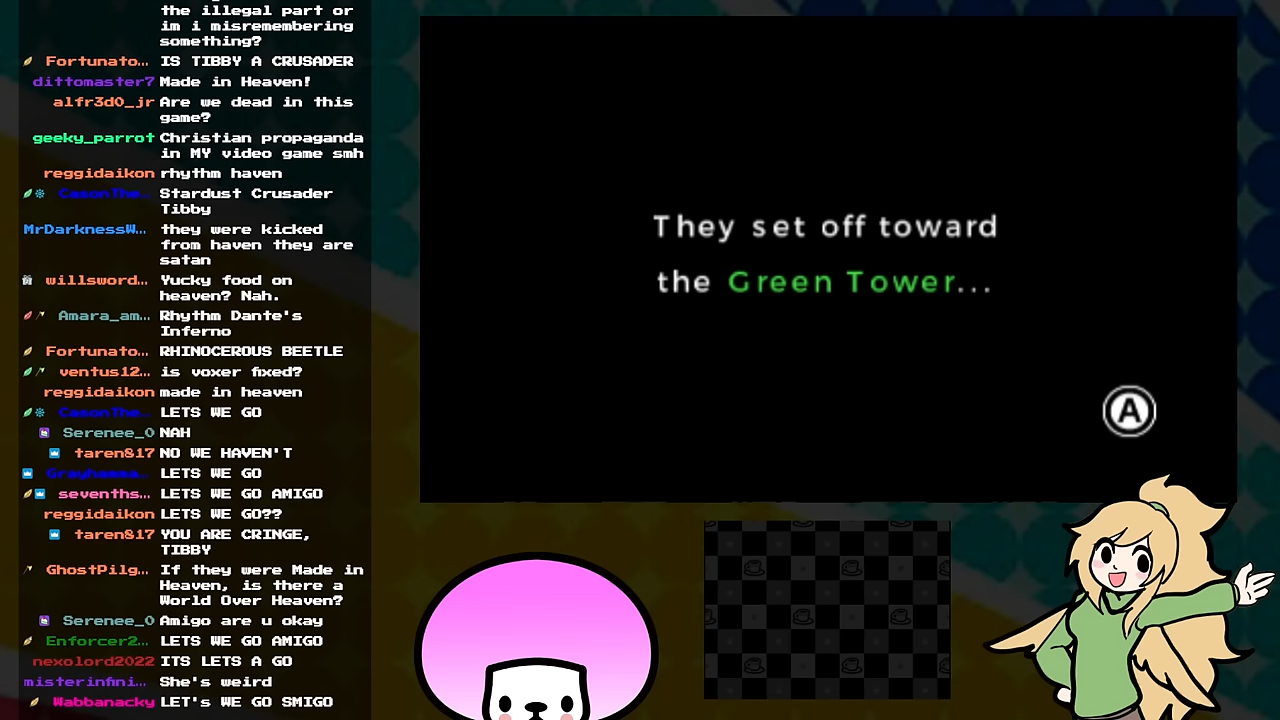 the illegal part or
im i misremembering
something?
Fortunato… IS TIBBY A CRUSADER
dittomaster7 Made in Heaven!
alfr3d0_jr Are we dead in this
game?
geeky_parrot Christian propaganda
in MY video game smh
reggidaikon rhythm haven
CasonThe… Stardust Crusader
Tibby
MrDarknessW… they were kicked
from haven they are
satan
willsword… Yucky food on
heaven? Nah.
Amara_am… Rhythm Dante's
Inferno
Fortunato… RHINOCEROUS BEETLE
ventus12… is voxer fixed?
reggidaikon made in heaven
CasonThe… LETS WE GO
Serenee_0 NAH
taren817 NO WE HAVEN'T
Grayhamma… LETS WE GO
sevenths… LETS WE GO AMIGO
reggidaikon LETS WE GO??
taren817 YOU ARE CRINGE,
TIBBY
GhostPilg… If they were Made in
Heaven, is there a
World Over Heaven?
Serenee_0 Amigo are u okay
Enforcer2… LETS WE GO AMIGO
nexolord2022 ITS LETS A GO
misterinfini… She's weird
Wabbanacky LET's WE GO SMIGO
They set off toward
the Green Tower...
A